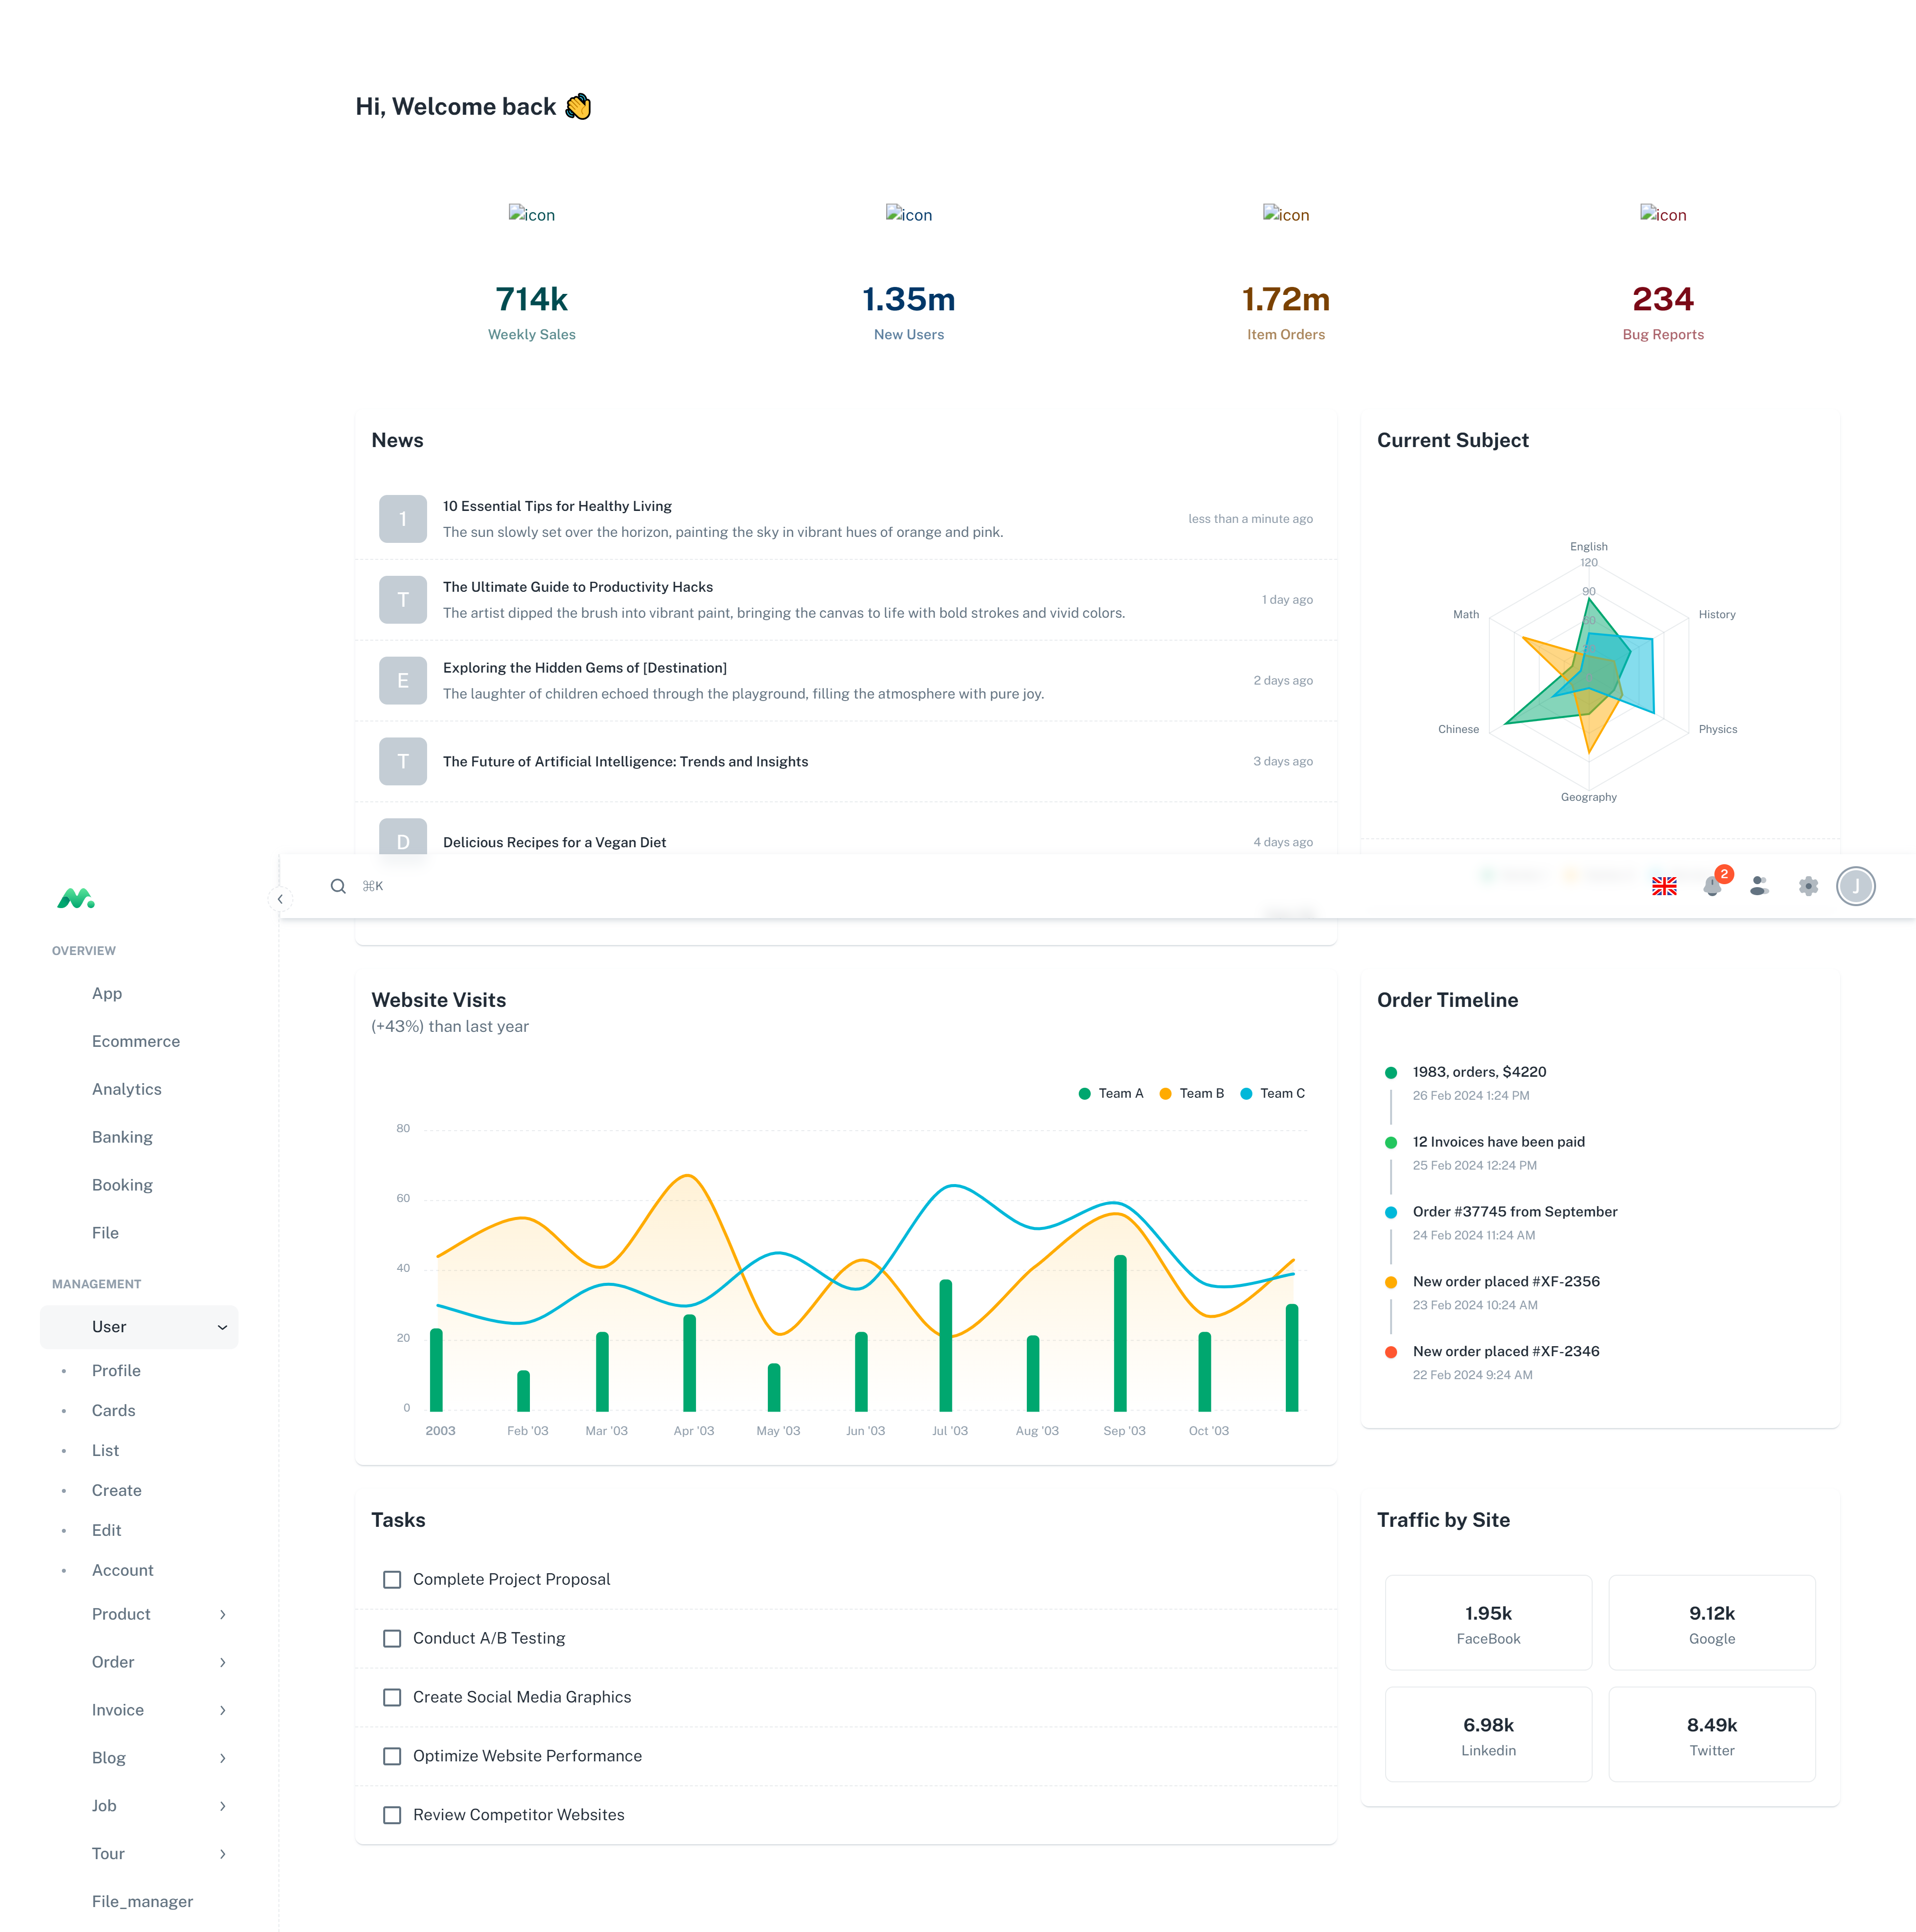 Hi, Welcome back 👋
icon
714k
Weekly Sales
icon
1.35m
New Users
icon
1.72m
Item Orders
icon
234
Bug Reports
News
1
10 Essential Tips for Healthy Living
The sun slowly set over the horizon, painting the sky in vibrant hues of orange and pink.
less than a minute ago
T
The Ultimate Guide to Productivity Hacks
The artist dipped the brush into vibrant paint, bringing the canvas to life with bold strokes and vivid colors.
1 day ago
E
Exploring the Hidden Gems of [Destination]
The laughter of children echoed through the playground, filling the atmosphere with pure joy.
2 days ago
T
The Future of Artificial Intelligence: Trends and Insights
3 days ago
D
Delicious Recipes for a Vegan Diet
4 days ago
Current Subject
English
120
90
Math
History
Chinese
Physics
Geography
⌘K
2
J
OVERVIEW
App
Ecommerce
Analytics
Banking
Booking
File
MANAGEMENT
User
Profile
Cards
List
Create
Edit
Account
Product
Order
Invoice
Blog
Job
Tour
File_manager
Website Visits
(+43%) than last year
Team A
Team B
Team C
80
60
40
20
0
2003
Feb '03
Mar '03
Apr '03
May '03
Jun '03
Jul '03
Aug '03
Sep '03
Oct '03
Order Timeline
1983, orders, $4220
26 Feb 2024 1:24 PM
12 Invoices have been paid
25 Feb 2024 12:24 PM
Order #37745 from September
24 Feb 2024 11:24 AM
New order placed #XF-2356
23 Feb 2024 10:24 AM
New order placed #XF-2346
22 Feb 2024 9:24 AM
Tasks
Complete Project Proposal
Conduct A/B Testing
Create Social Media Graphics
Optimize Website Performance
Review Competitor Websites
Traffic by Site
1.95k
FaceBook
9.12k
Google
6.98k
Linkedin
8.49k
Twitter